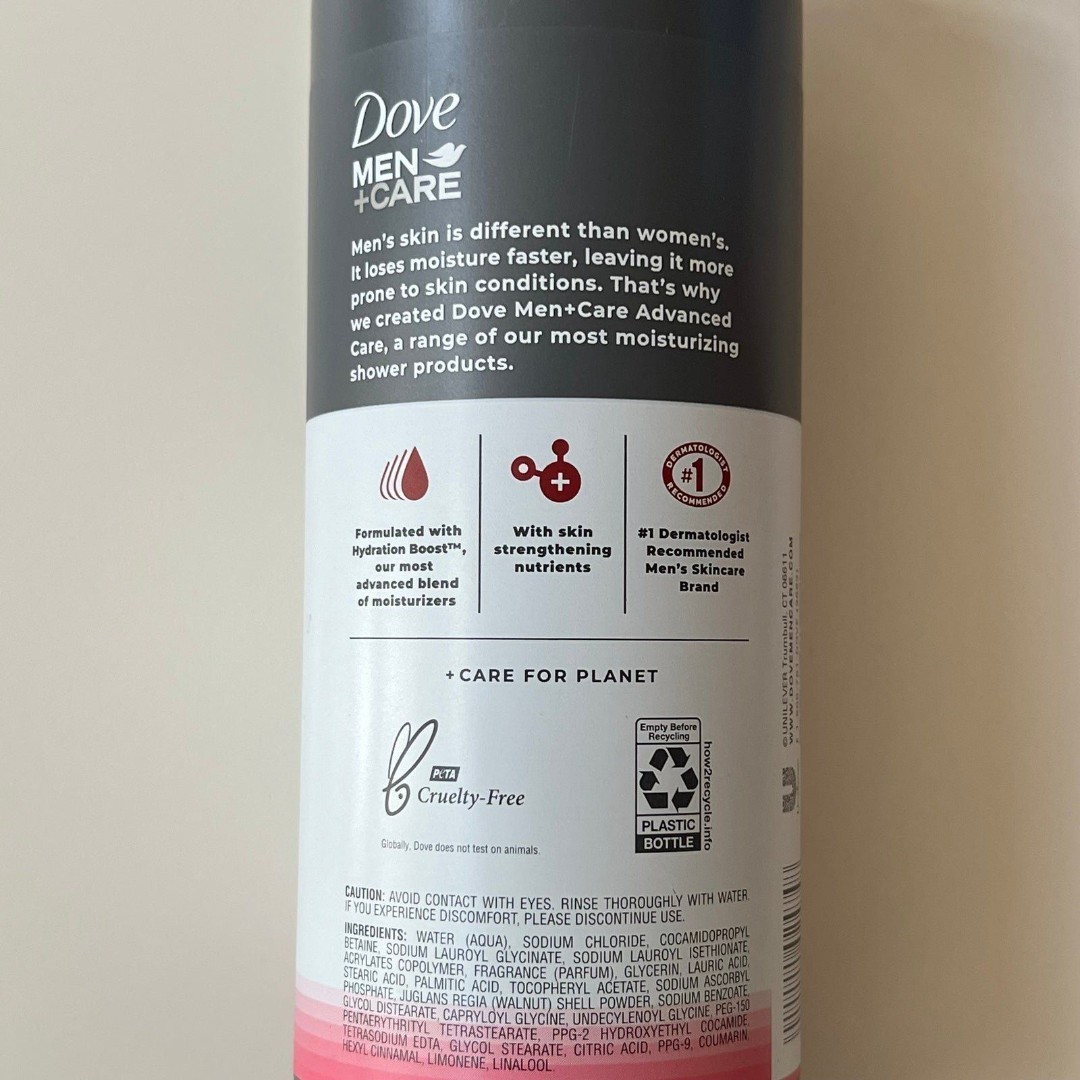 Dove
MEN
+CARE
Men's skin is different than women's.
It loses moisture faster, leaving it more
prone to skin conditions. That's why
we created Dove Men+Care Advanced
Care, a range of our most moisturizing
shower products.
DERMATOLOGIST
#1
RECOMMENDED
Formulated with
Hydration Boost™,
our most
advanced blend
of moisturizers
With skin
strengthening
nutrients
#1 Dermatologist
Recommended
Men's Skincare
Brand
+CARE FOR PLANET
PETA
Cruelty-Free
Globally, Dove does not test on animals.
Empty Before
Recycling
PLASTIC
BOTTLE
how2recycle.info
©UNILEVER Trumbull, CT 06611
WWW.DOVEMENCARE.COM
CAUTION: AVOID CONTACT WITH EYES. RINSE THOROUGHLY WITH WATER.
IF YOU EXPERIENCE DISCOMFORT, PLEASE DISCONTINUE USE.
INGREDIENTS: WATER (AQUA), SODIUM CHLORIDE, COCAMIDOPROPYL
BETAINE, SODIUM LAUROYL GLYCINATE, SODIUM LAUROYL ISETHIONATE,
ACRYLATES COPOLYMER, FRAGRANCE (PARFUM), GLYCERIN, LAURIC ACID,
STEARIC ACID, PALMITIC ACID, TOCOPHERYL ACETATE, SODIUM ASCORBYL
PHOSPHATE, JUGLANS REGIA (WALNUT) SHELL POWDER, SODIUM BENZOATE,
GLYCOL DISTEARATE, CAPRYLOYL GLYCINE, UNDECYLENOYL GLYCINE, PEG-150
PENTAERYTHRITYL TETRASTEARATE, PPG-2 HYDROXYETHYL COCAMIDE,
TETRASODIUM EDTA, GLYCOL STEARATE, CITRIC ACID, PPG-9, COUMARIN,
HEXYL CINNAMAL, LIMONENE, LINALOOL.